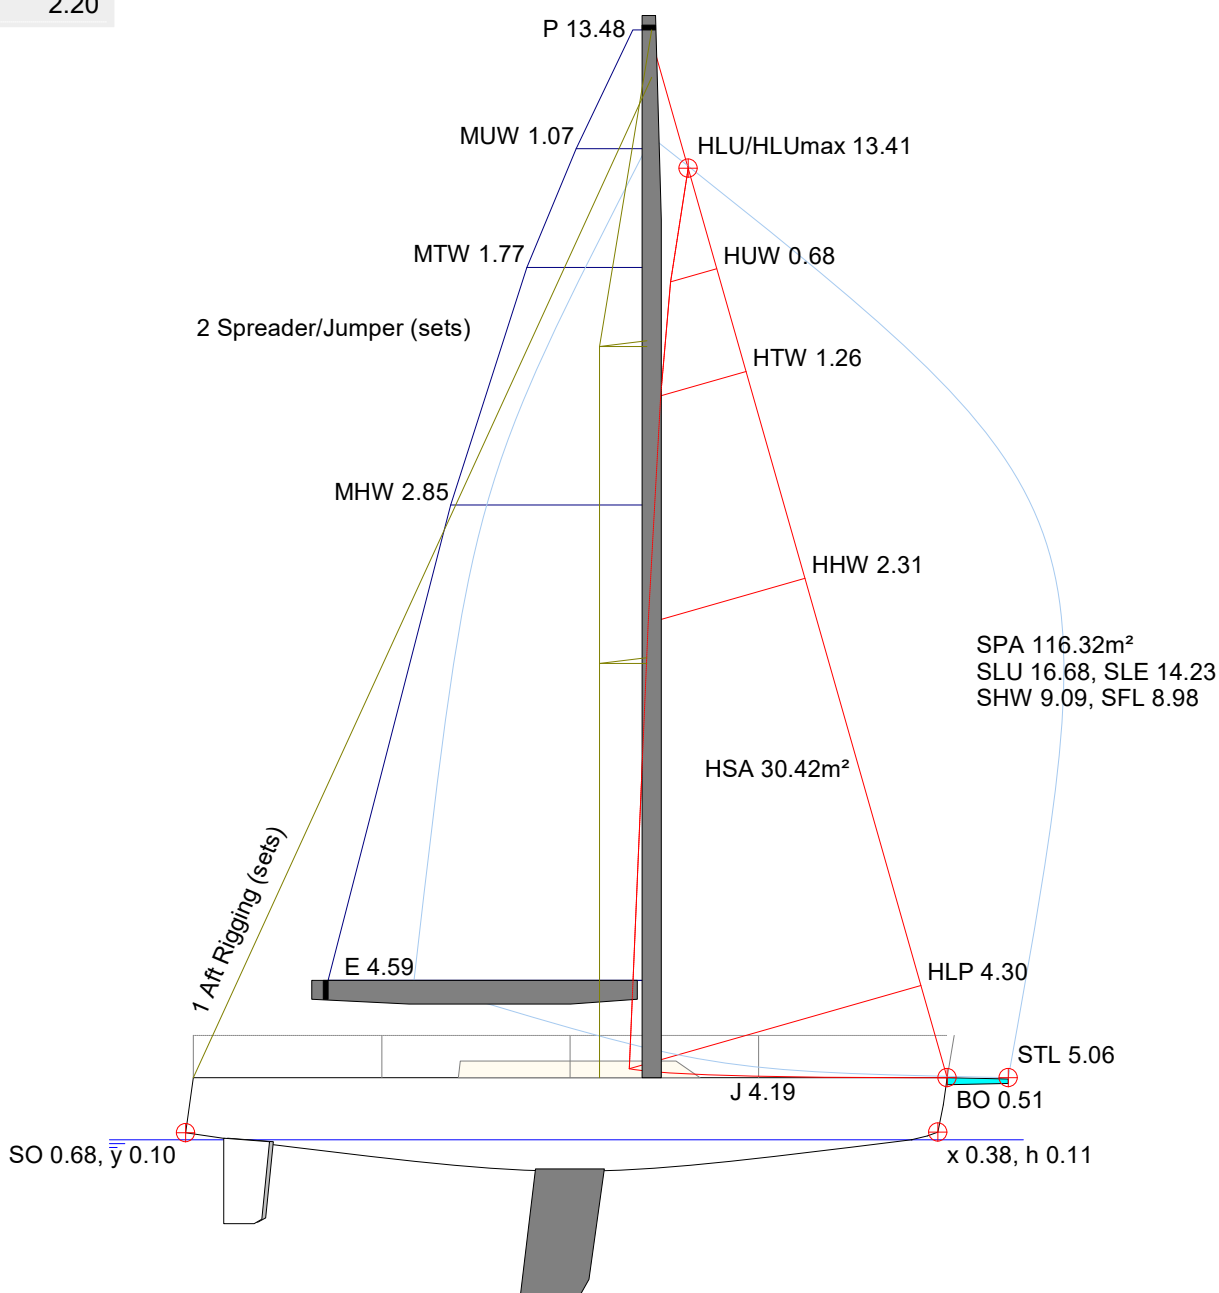 2.20
P 13.48
MUW 1.07
HLU/HLUmax 13.41
MTW 1.77
HUW 0.68
2 Spreader/Jumper (sets)
HTW 1.26
MHW 2.85
HHW 2.31
SPA 116.32m²
SLU 16.68, SLE 14.23
SHW 9.09, SFL 8.98
HSA 30.42m²
1 Aft Rigging (sets)
E 4.59
HLP 4.30
STL 5.06
J 4.19
BO 0.51
SO 0.68, y 0.10
x 0.38, h 0.11